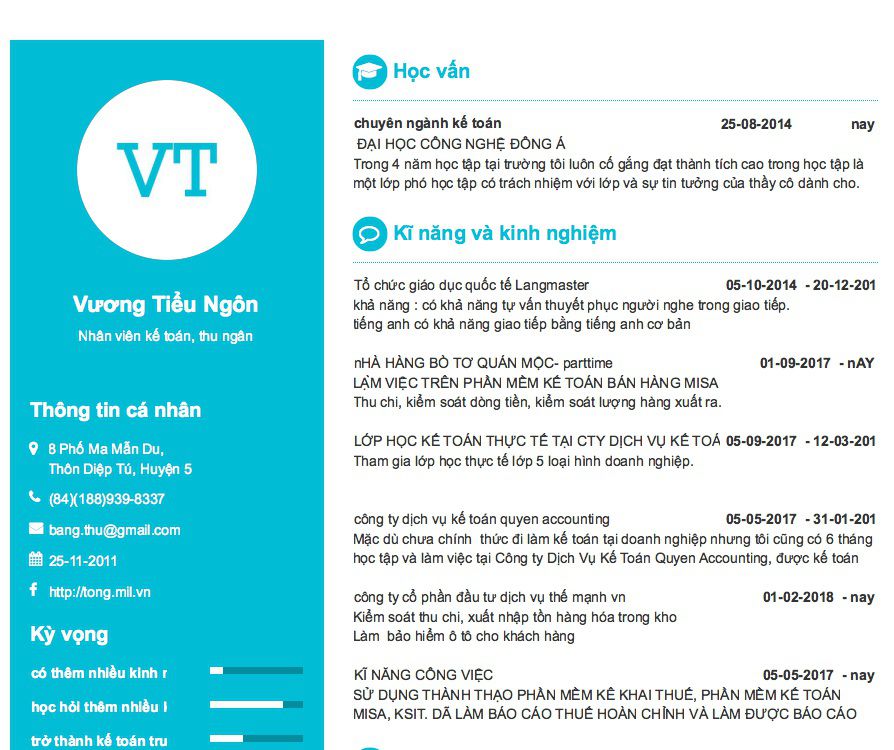 VT
Vương Tiểu Ngôn
Nhân viên kế toán, thu ngân
Thông tin cá nhân
8 Phố Ma Mẫn Du,
Thôn Diệp Tú, Huyện 5
(84)(188)939-8337
bang.thu@gmail.com
25-11-2011
http://tong.mil.vn
Kỳ vọng
có thêm nhiều kinh
học hỏi thêm nhiều
trở thành kế toán
Học vấn
chuyên ngành kế toán 25-08-2014 nay
ĐẠI HỌC CÔNG NGHỆ ĐÔNG Á
Trong 4 năm học tập tại trường tôi luôn cố gắng đạt thành tích cao trong học tập là
một lớp phó học tập có trách nhiệm với lớp và sự tin tưởng của thầy cô dành cho.
Kĩ năng và kinh nghiệm
Tổ chức giáo dục quốc tế Langmaster 05-10-2014 - 20-12-201
khả năng : có khả năng tự vấn thuyết phục người nghe trong giao tiếp.
tiếng anh có khả năng giao tiếp bằng tiếng anh cơ bản
nHÀ HÀNG BÒ TƠ QUÁN MỘC- parttime 01-09-2017 - nAY
LẠM VIỆC TRÊN PHẦN MỀM KẾ TOÁN BÁN HÀNG MISA
Thu chi, kiểm soát dòng tiền, kiểm soát lượng hàng xuất ra.
LỚP HỌC KẾ TOÁN THỰC TẾ TẠI CTY DỊCH VỤ KẾ TOÁ 05-09-2017 - 12-03-201
Tham gia lớp học thực tế lớp 5 loại hình doanh nghiệp.
công ty dịch vụ kế toán quyen accounting 05-05-2017 - 31-01-201
Mặc dù chưa chính thức đi làm kế toán tại doanh nghiệp nhưng tôi cũng có 6 tháng
học tập và làm việc tại Công ty Dịch Vụ Kế Toán Quyen Accounting, được kế toán
công ty cổ phần đầu tư dịch vụ thế mạnh vn 01-02-2018 - nay
Kiểm soát thu chi, xuất nhập tồn hàng hóa trong kho
Làm bảo hiểm ô tô cho khách hàng
KĨ NĂNG CÔNG VIỆC 05-05-2017 - nay
SỬ DỤNG THÀNH THẠO PHẦN MỀM KÊ KHAI THUẾ, PHẦN MỀM KẾ TOÁN
MISA, KSIT. DÃ LÀM BÁO CÁO THUẾ HOÀN CHỈNH VÀ LÀM ĐƯỢC BÁO CÁO